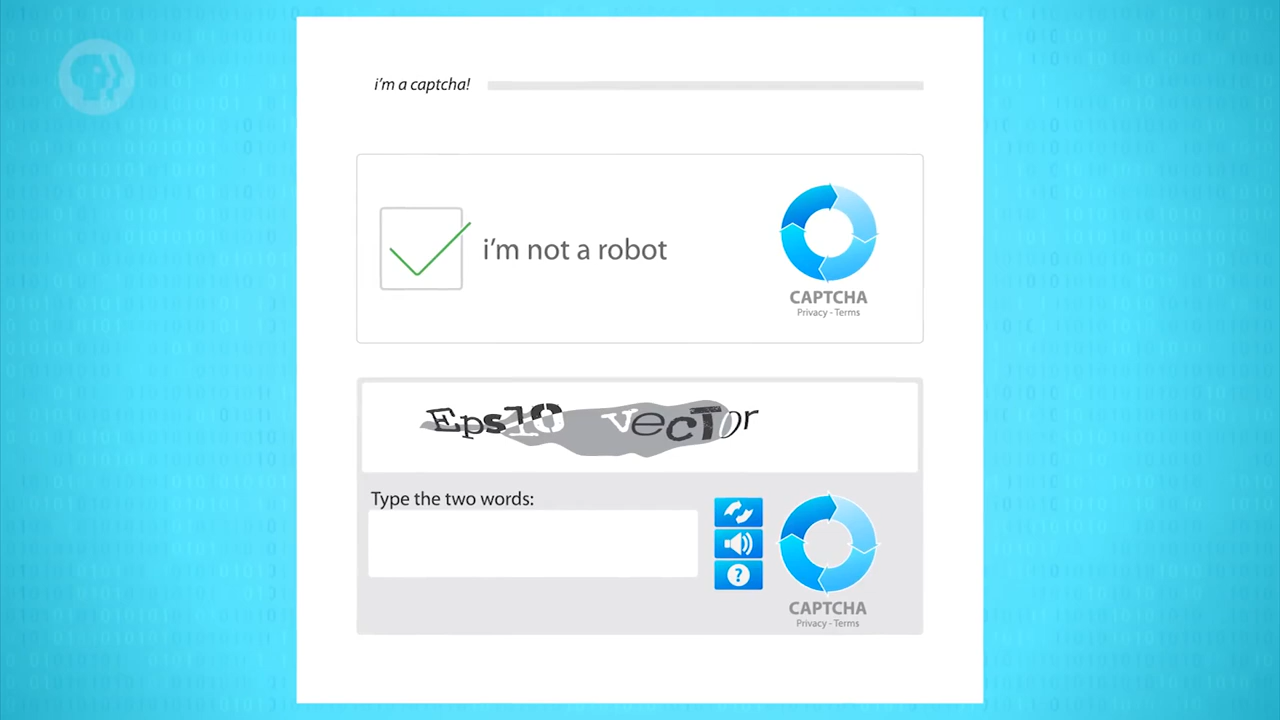 i'm a captcha!
i'm not a robot
CAPTCHA
Privacy - Terms
Eps10 vecTor
Type the two words:
?
CAPTCHA
Privacy - Terms